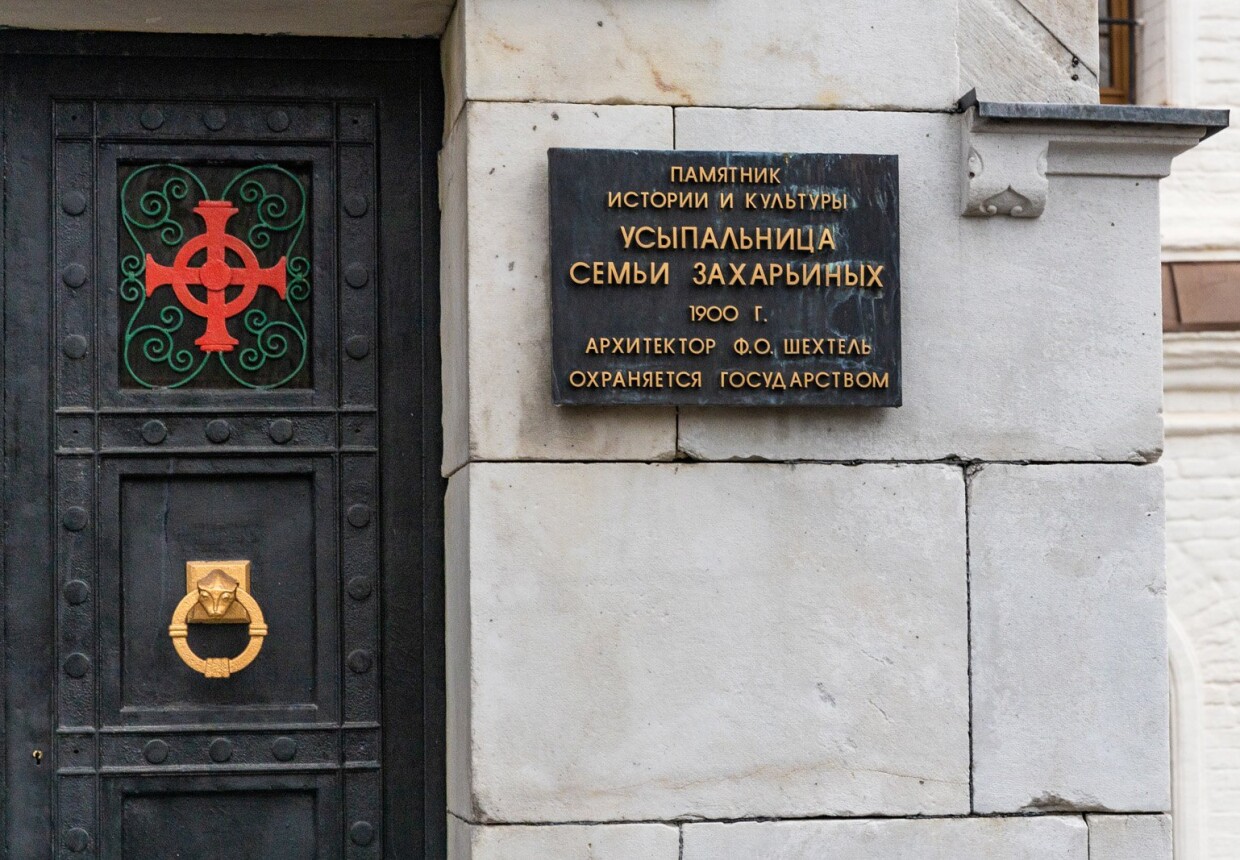 ПАМЯТНИК
ИСТОРИИ И КУЛЬТУРЫ
УСЫПАЛЬНИЦА
СЕМЬИ ЗАХАРЬИНЫХ
1900 Г.
АРХИТЕКТОР Ф.О. ШЕХТЕЛЬ
ОХРАНЯЕТСЯ ГОСУДАРСТВОМ